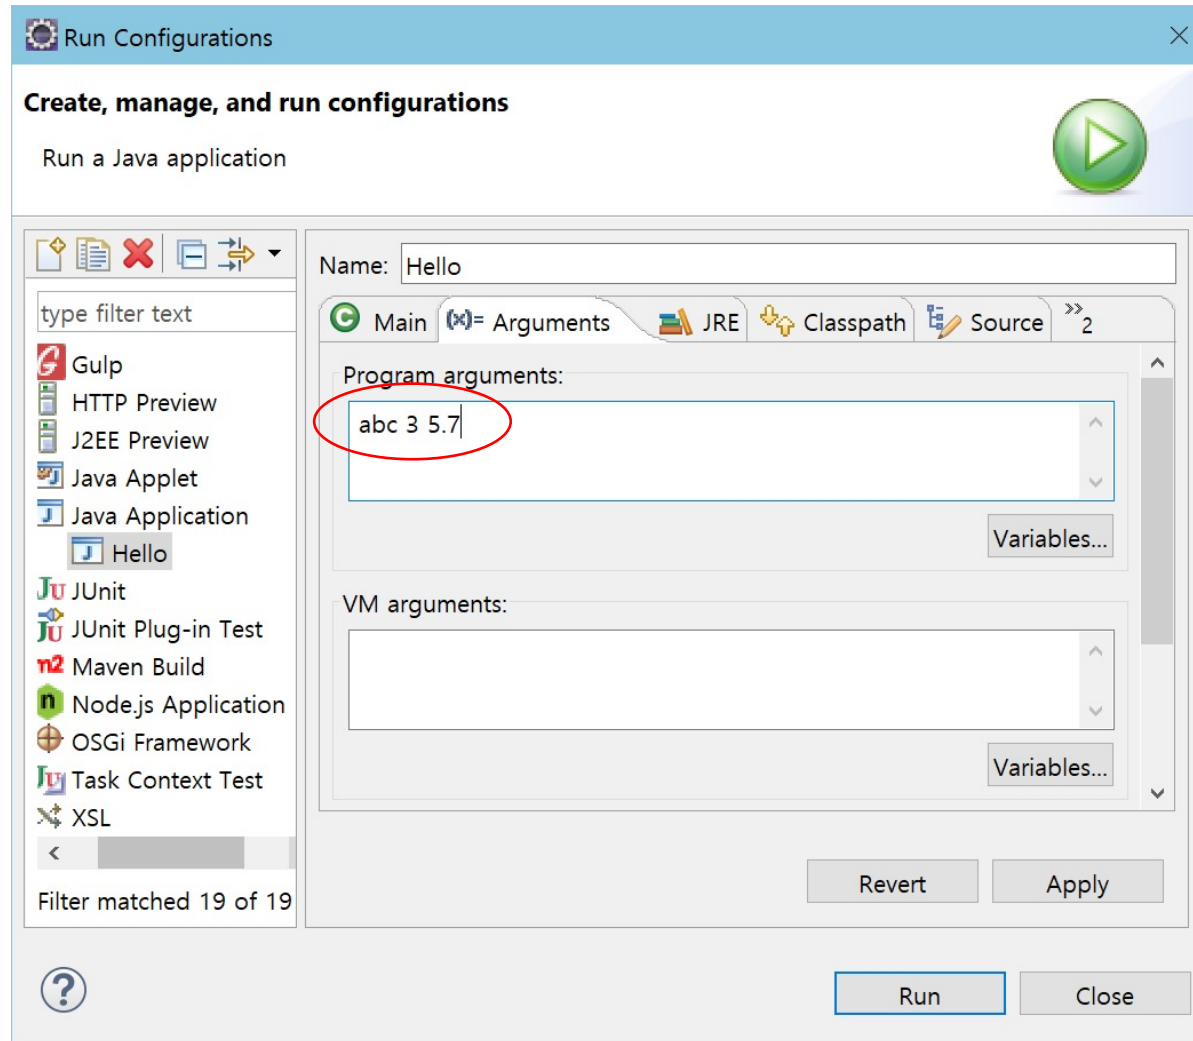 Run Configurations
Create, manage, and run configurations
Run a Java application
type filter text
Gulp
HTTP Preview
J2EE Preview
Java Applet
Java Application
Hello
JUnit
JUnit Plug-in Test
Maven Build
Node.js Application
OSGi Framework
Task Context Test
XSL
Filter matched 19 of 19
Name: Hello
Main (x)= Arguments JRE Classpath Source »2
Program arguments:
abc 3 5.7
Variables...
VM arguments:
Variables...
Revert Apply
? Run Close